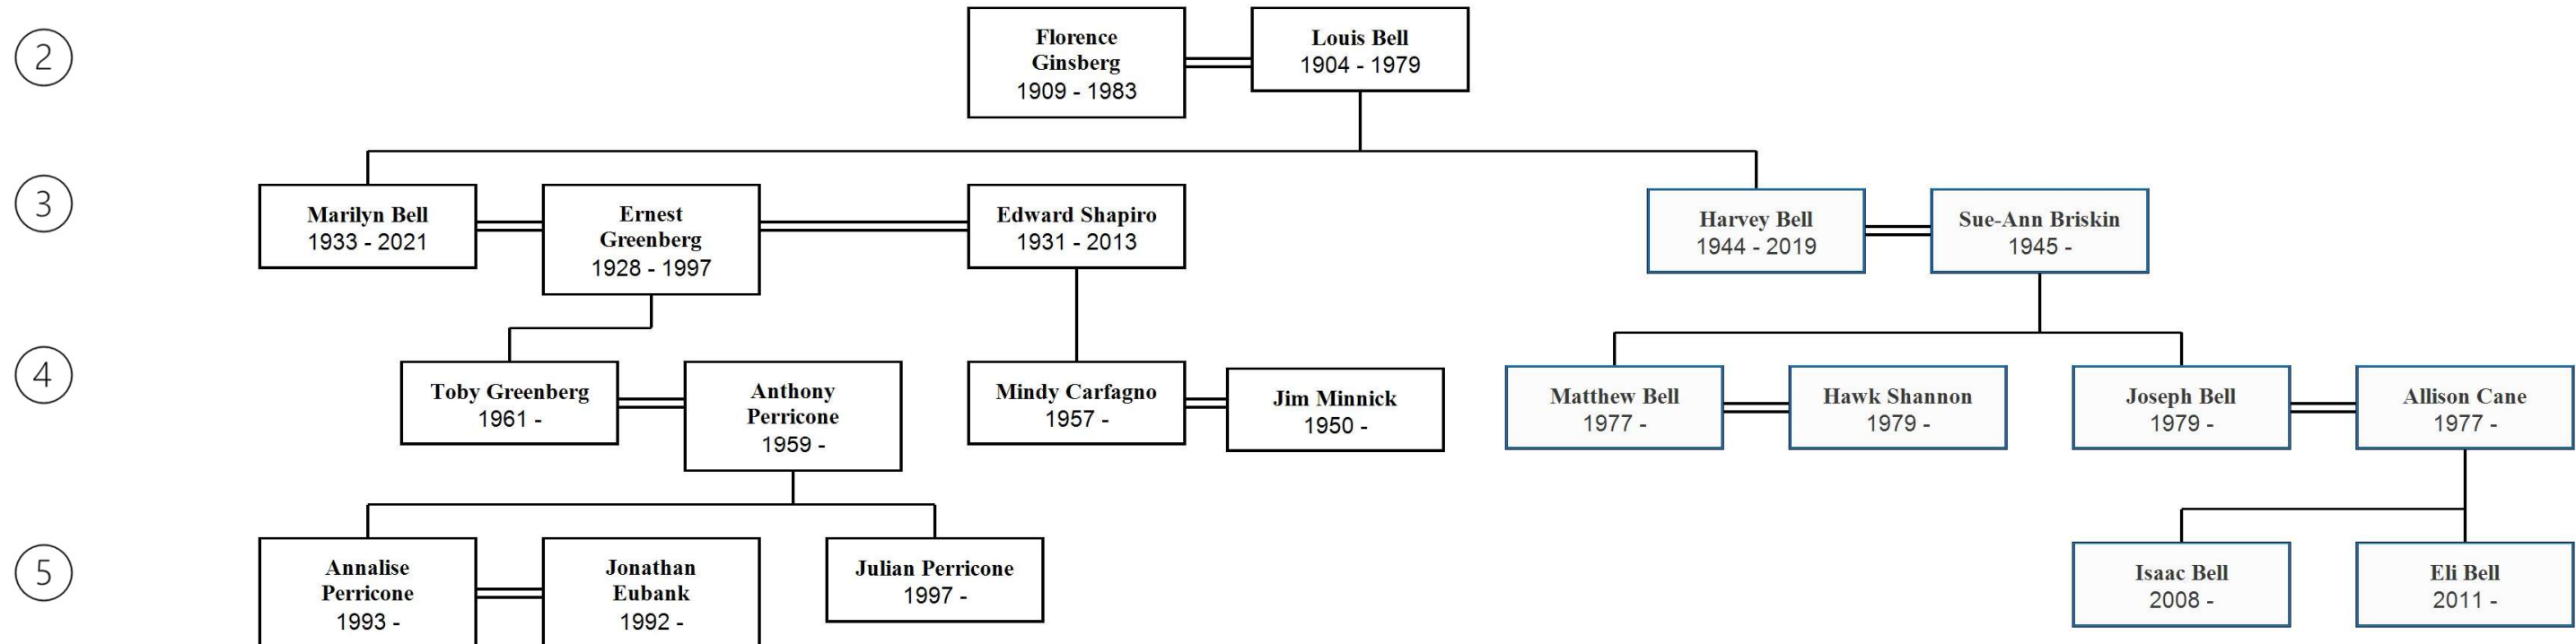 2
Florence
Ginsberg
1909 - 1983
Louis Bell
1904 - 1979
3
Marilyn Bell
1933 - 2021
Ernest
Greenberg
1928 - 1997
Edward Shapiro
1931 - 2013
Harvey Bell
1944 - 2019
Sue-Ann Briskin
1945 -
4
Toby Greenberg
1961 -
Anthony
Perricone
1959 -
Mindy Carfagno
1957 -
Jim Minnick
1950 -
Matthew Bell
1977 -
Hawk Shannon
1979 -
Joseph Bell
1979 -
Allison Cane
1977 -
5
Annalise
Perricone
1993 -
Jonathan
Eubank
1992 -
Julian Perricone
1997 -
Isaac Bell
2008 -
Eli Bell
2011 -